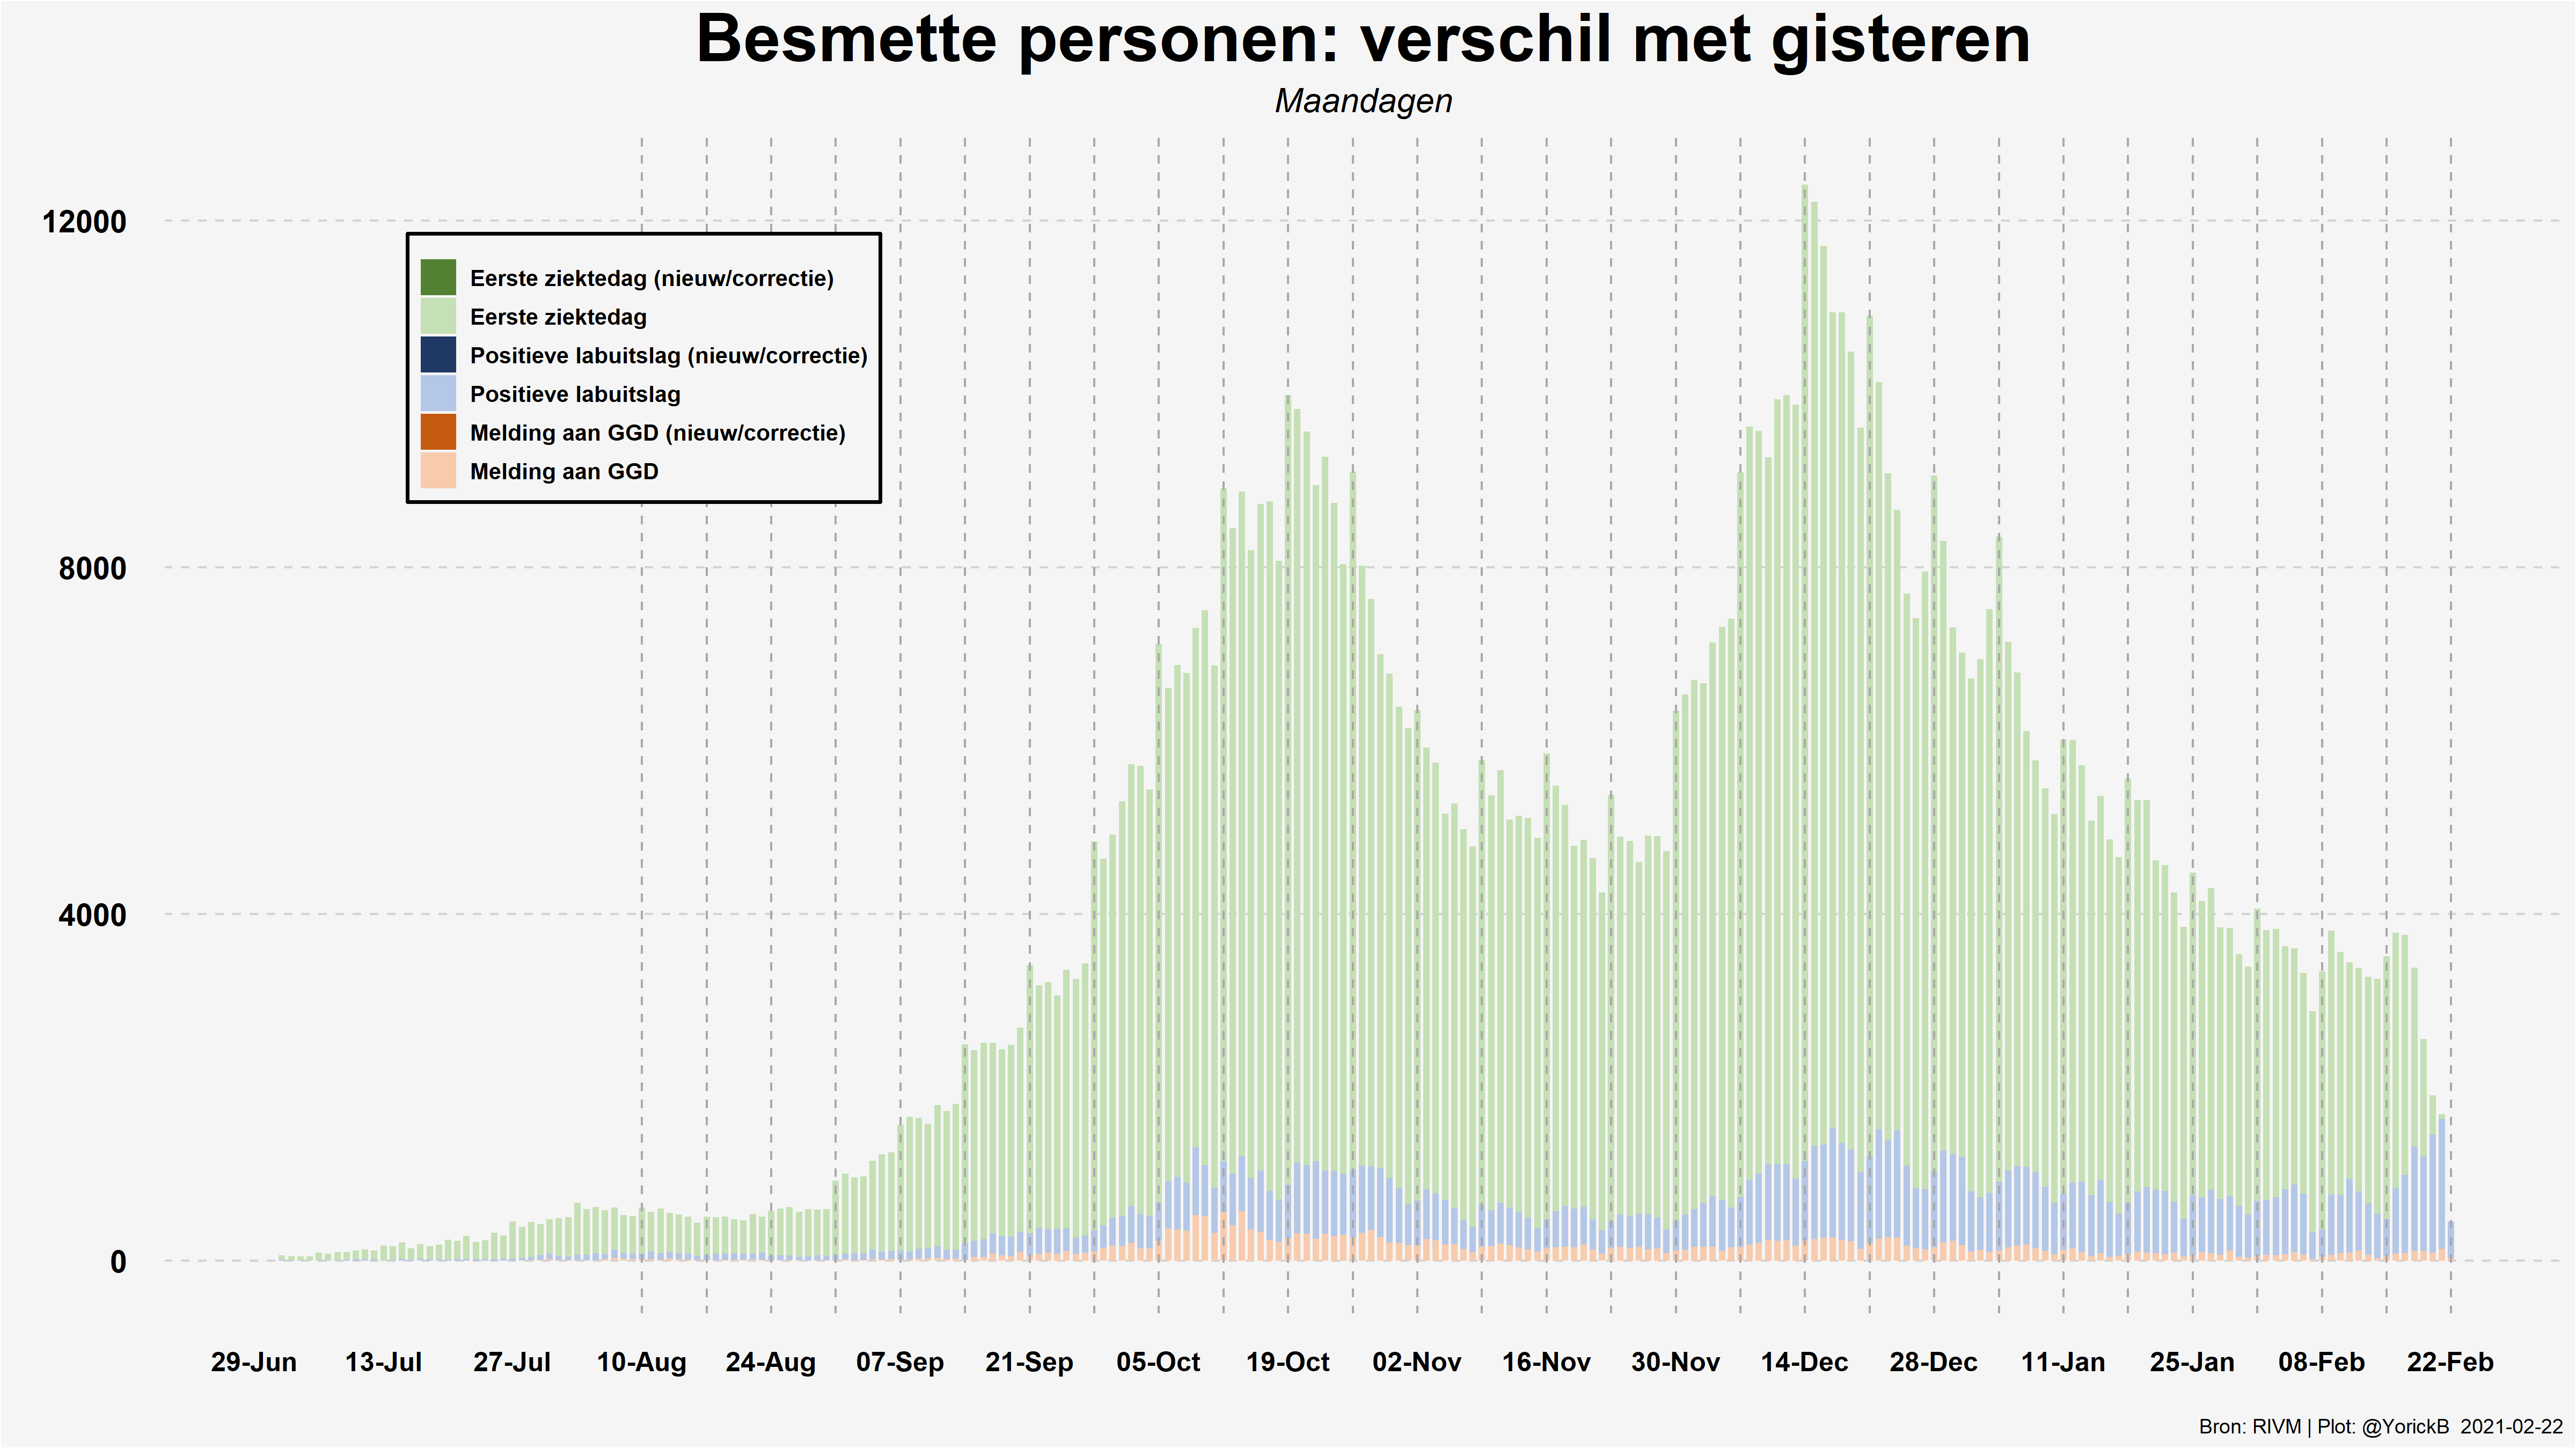 Besmette personen: verschil met gisteren
Maandagen
12000
8000
4000
0
Eerste ziektedag (nieuw/correctie)
Eerste ziektedag
Positieve labuitslag (nieuw/correctie)
Positieve labuitslag
Melding aan GGD (nieuw/correctie)
Melding aan GGD
29-Jun 13-Jul 27-Jul 10-Aug 24-Aug 07-Sep 21-Sep 05-Oct 19-Oct 02-Nov 16-Nov 30-Nov 14-Dec 28-Dec 11-Jan 25-Jan 08-Feb 22-Feb
Bron: RIVM | Plot: @YorickB  2021-02-22